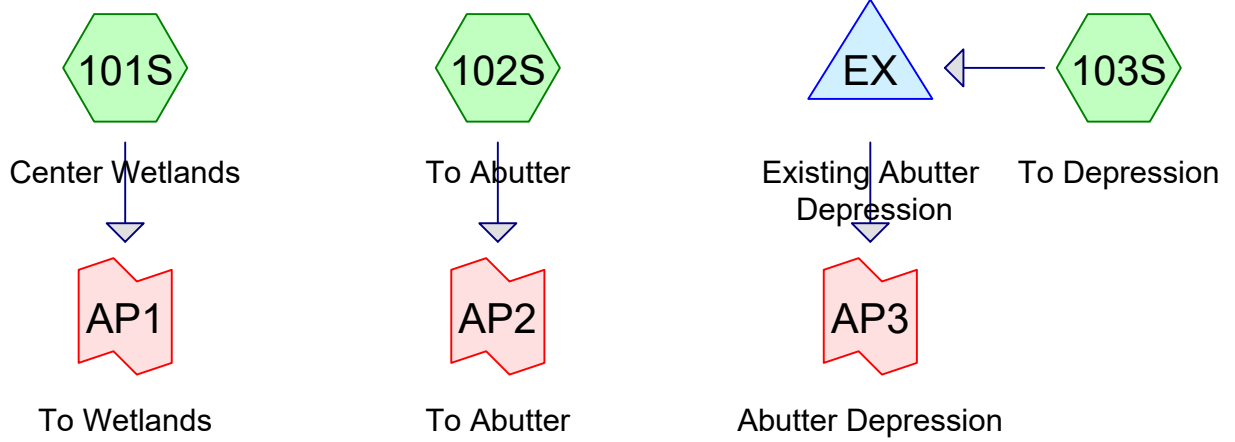 101S
102S
EX
103S
Center Wetlands
To Abutter
Existing Abutter
Depression
To Depression
AP1
AP2
AP3
To Wetlands
To Abutter
Abutter Depression